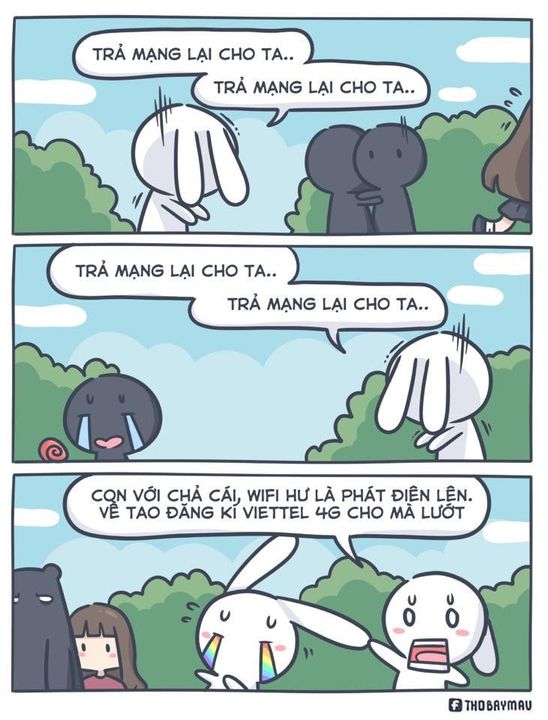 TRẢ MẠNG LẠI CHO TA..
TRẢ MẠNG LẠI CHO TA..
TRẢ MẠNG LẠI CHO TA..
TRẢ MẠNG LẠI CHO TA..
CON VỚI CHẢ CÁI, WIFI HƯ LÀ PHÁT ĐIÊN LÊN.
VỀ TAO ĐĂNG KÍ VIETTEL 4G CHO MÀ LƯỚT
f THOBAYMAU